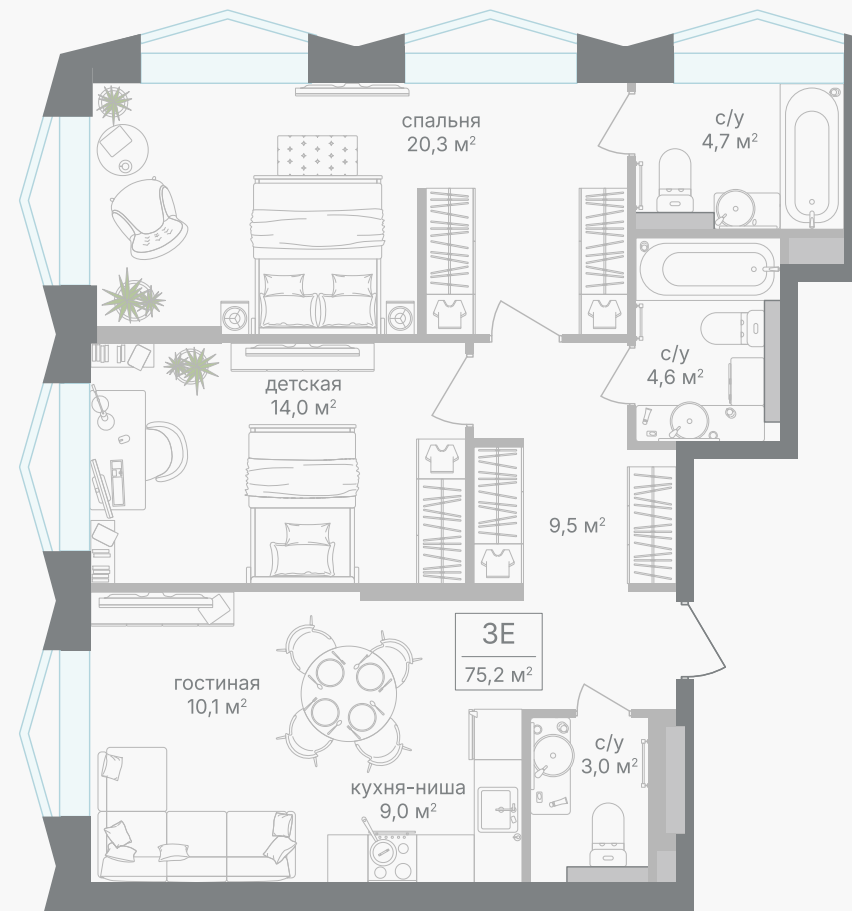 спальня
20,3 м²
с/у
4,7 м²
с/у
4,6 м²
детская
14,0 м²
9,5 м²
3Е
75,2 м²
гостиная
10,1 м²
с/у
3,0 м²
кухня-ниша
9,0 м²